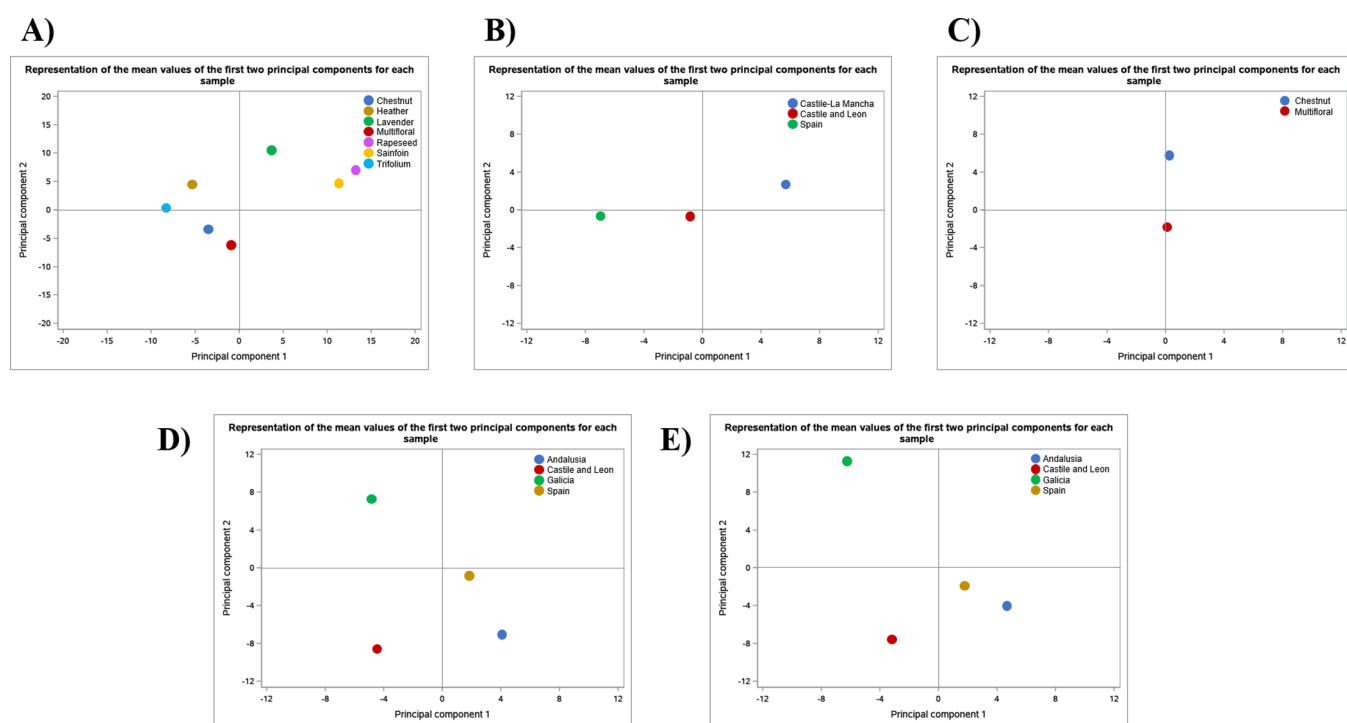 A)
Representation of the mean values of the first two principal components for each
sample
Principal component 2
20
15
10
5
0
-5
-10
-15
-20
Chestnut
Heather
Lavender
Multifloral
Rapeseed
Sainfoin
Trifolium
-20 -15 -10 -5 0 5 10 15 20
Principal component 1
B)
Representation of the mean values of the first two principal components for each
sample
Principal component 2
12
8
4
0
-4
-8
-12
Castile-La Mancha
Castile and Leon
Spain
-12 -8 -4 0 4 8 12
Principal component 1
C)
Representation of the mean values of the first two principal components for each
sample
Principal component 2
12
8
4
0
-4
-8
-12
Chestnut
Multifloral
-12 -8 -4 0 4 8 12
Principal component 1
D)
Representation of the mean values of the first two principal components for each
sample
Principal component 2
12
8
4
0
-4
-8
-12
Andalusia
Castile and Leon
Galicia
Spain
-12 -8 -4 0 4 8 12
Principal component 1
E)
Representation of the mean values of the first two principal components for each
sample
Principal component 2
12
8
4
0
-4
-8
-12
Andalusia
Castile and Leon
Galicia
Spain
-12 -8 -4 0 4 8 12
Principal component 1